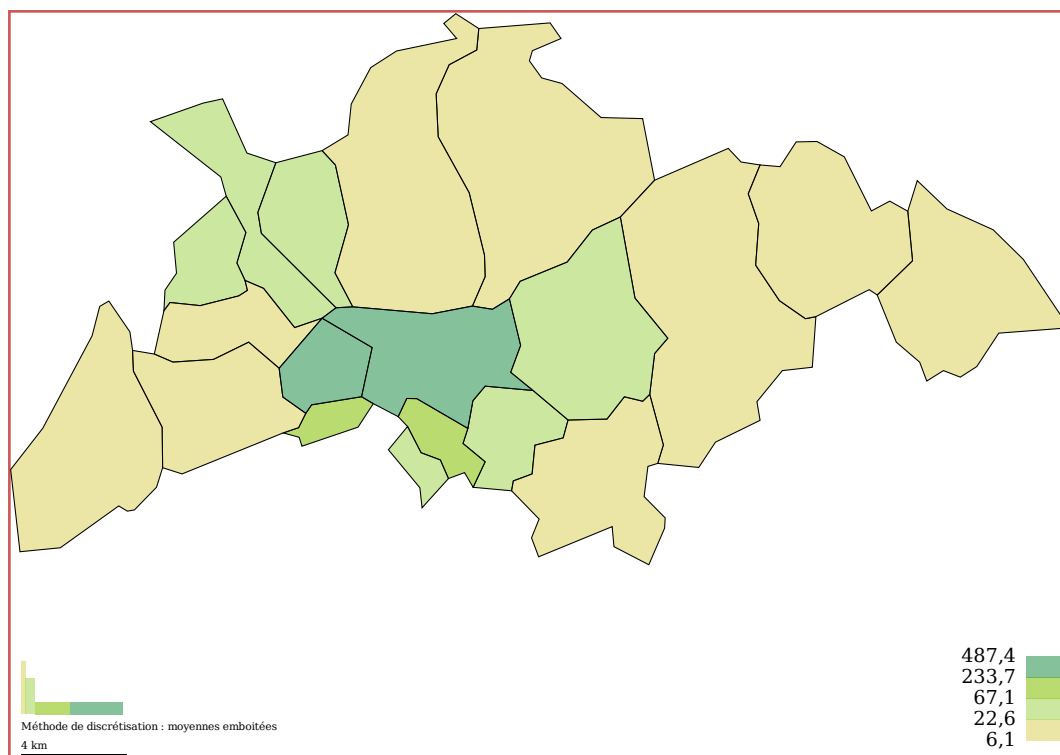 487,4
233,7
67,1
22,6
6,1
Méthode de discrétisation : moyennes emboitées
4 km